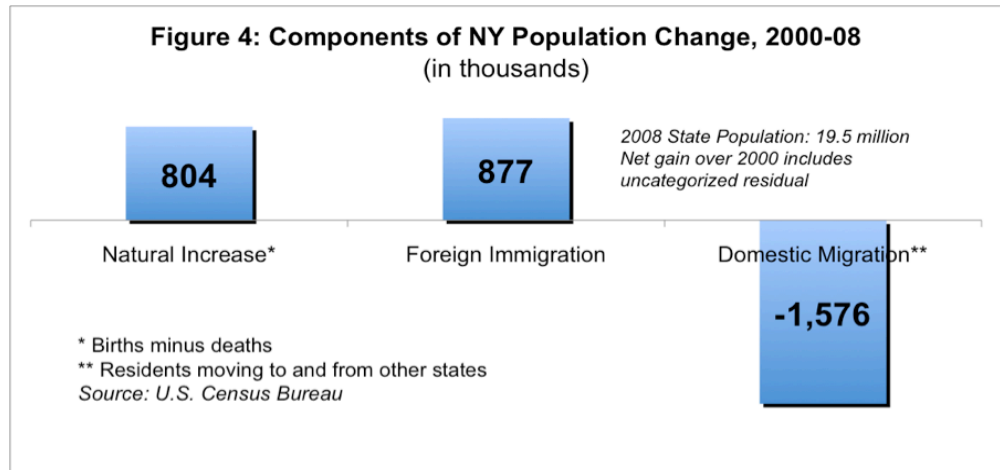 Figure 4: Components of NY Population Change, 2000-08
(in thousands)
2008 State Population: 19.5 million
Net gain over 2000 includes
uncategorized residual
804
877
Natural Increase*
Foreign Immigration
Domestic Migration**
-1,576
* Births minus deaths
** Residents moving to and from other states
Source: U.S. Census Bureau